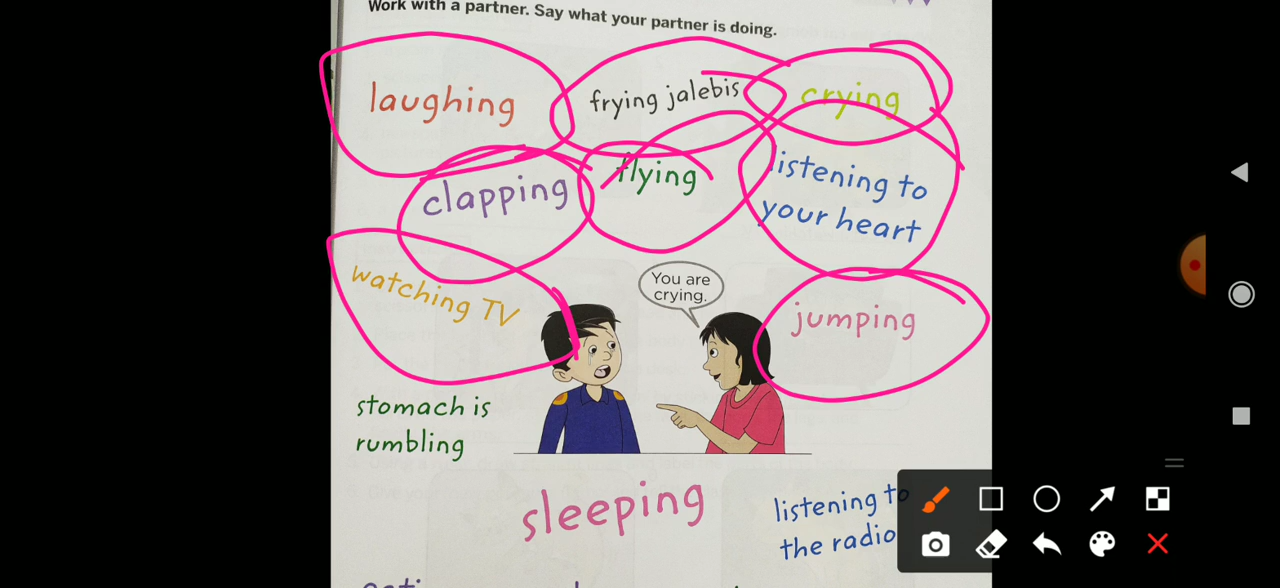 Work with a partner. Say what your partner is doing.
laughing
frying jalebis
crying
clapping
flying
listening to
your heart
watching TV
You are
crying.
jumping
stomach is
rumbling
sleeping
listening to
the radio